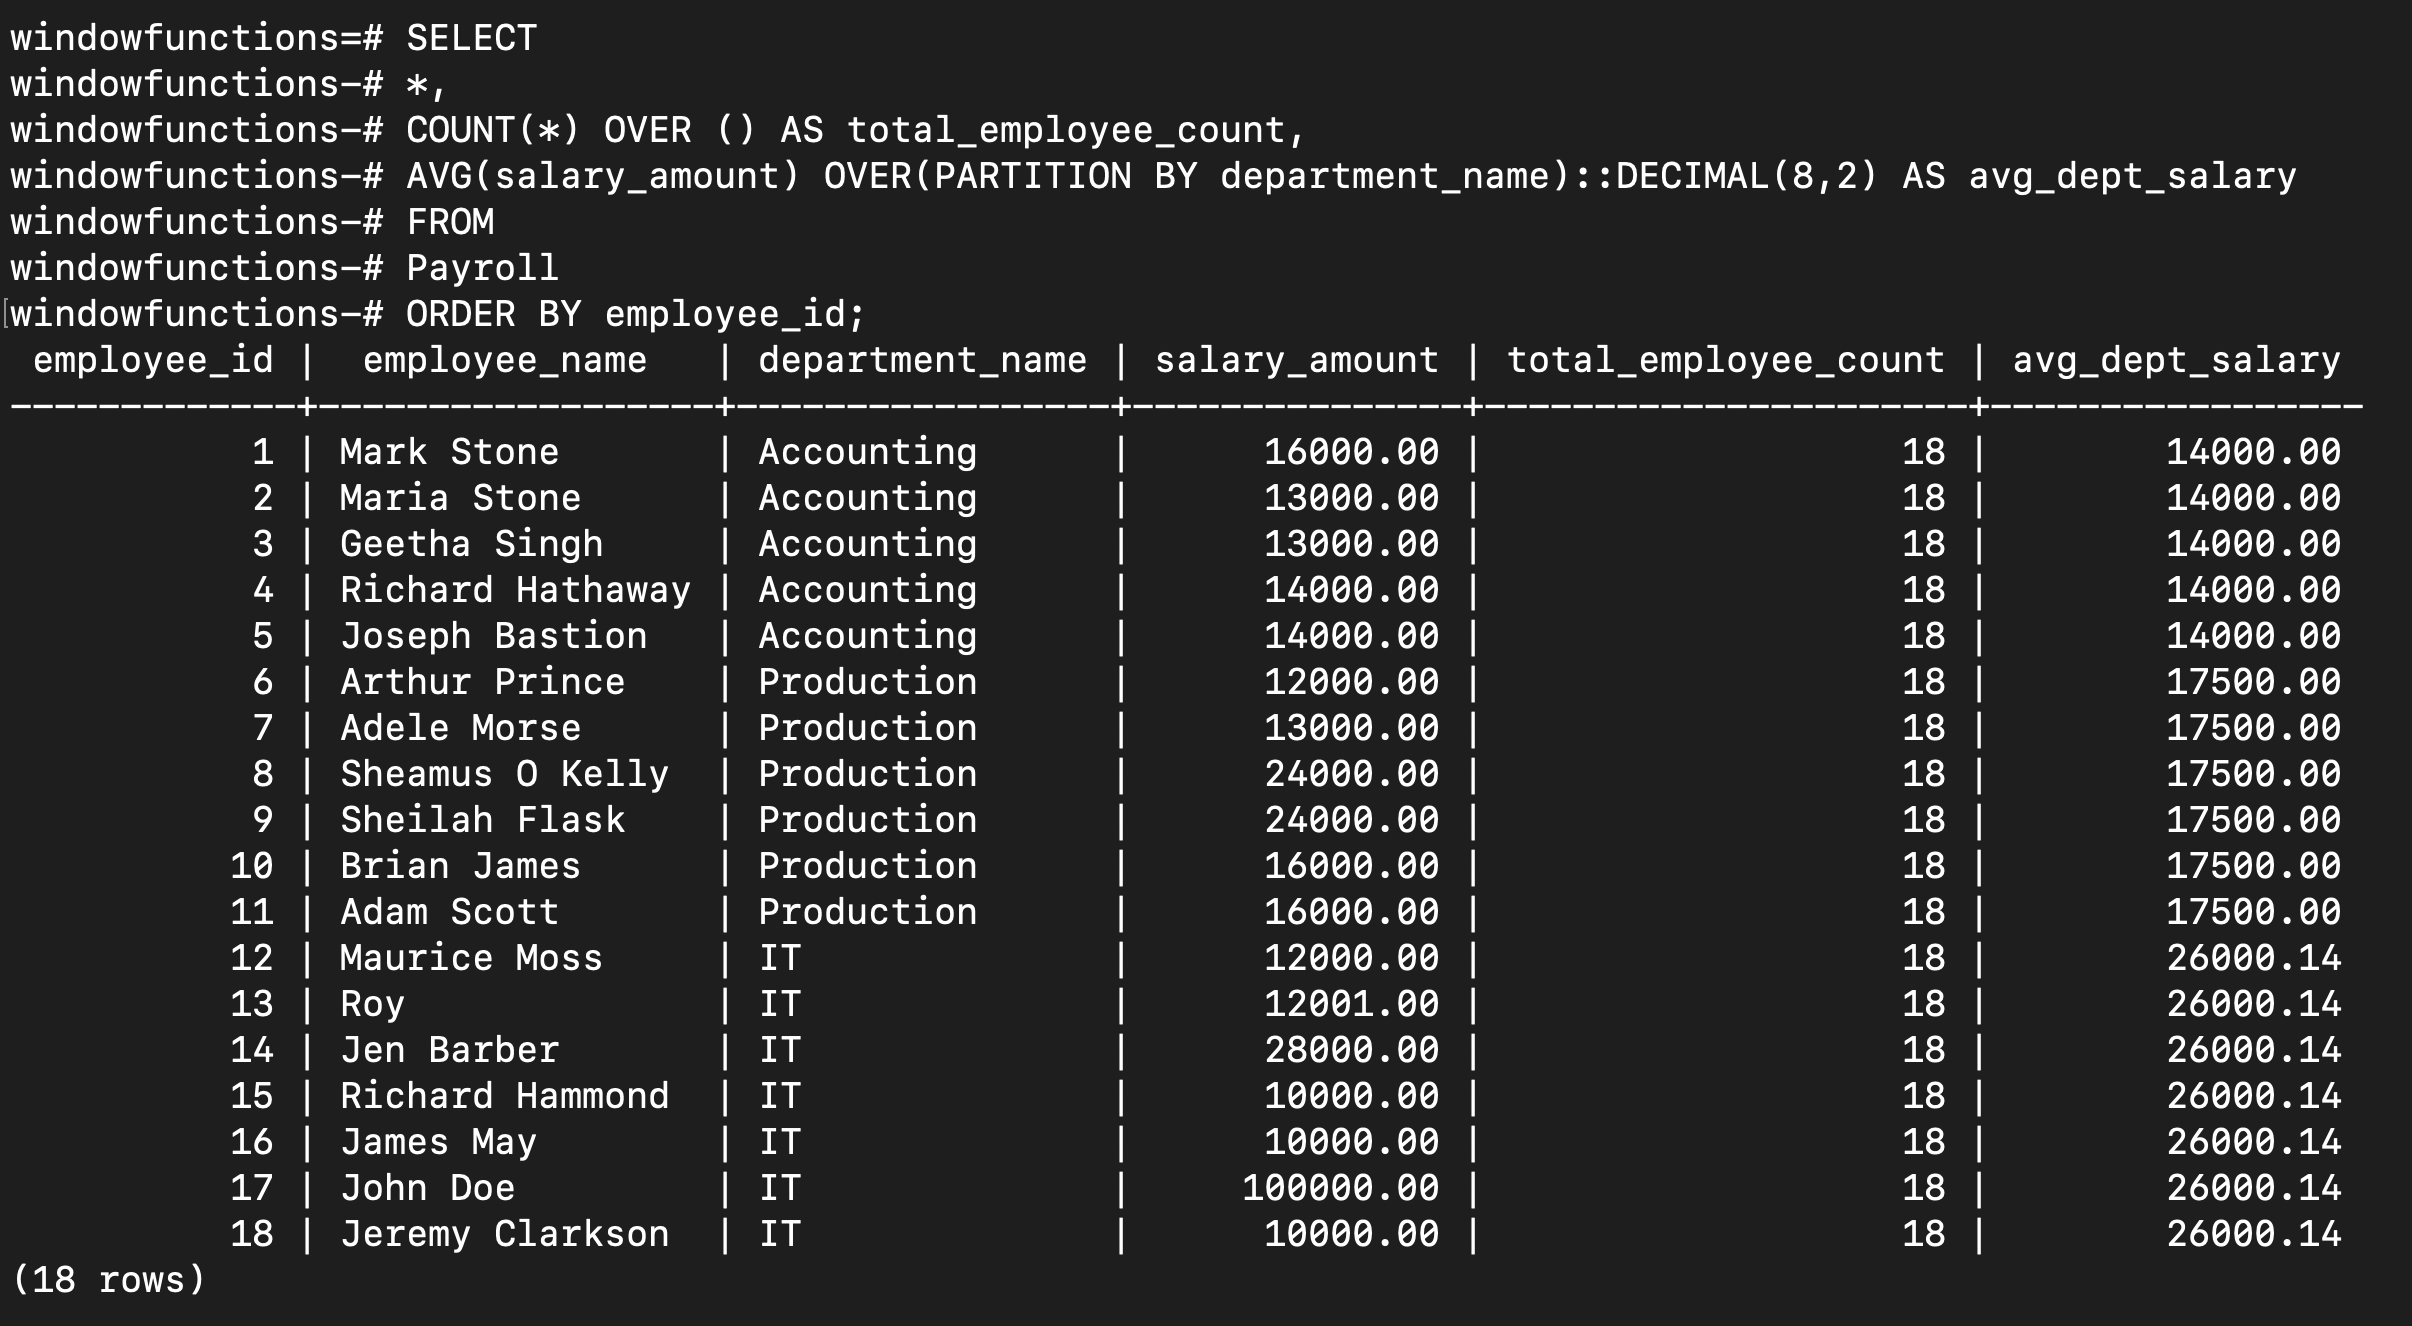 windowfunctions=# SELECT
windowfunctions-# *,
windowfunctions-# COUNT(*) OVER () AS total_employee_count,
windowfunctions-# AVG(salary_amount) OVER(PARTITION BY department_name)::DECIMAL(8,2) AS avg_dept_salary
windowfunctions-# FROM
windowfunctions-# Payroll
[windowfunctions-# ORDER BY employee_id;
 employee_id |  employee_name   | department_name | salary_amount | total_employee_count | avg_dept_salary
-------------+------------------+-----------------+---------------+----------------------+-----------------
           1 | Mark Stone       | Accounting      |      16000.00 |                   18 |        14000.00
           2 | Maria Stone      | Accounting      |      13000.00 |                   18 |        14000.00
           3 | Geetha Singh     | Accounting      |      13000.00 |                   18 |        14000.00
           4 | Richard Hathaway | Accounting      |      14000.00 |                   18 |        14000.00
           5 | Joseph Bastion   | Accounting      |      14000.00 |                   18 |        14000.00
           6 | Arthur Prince    | Production      |      12000.00 |                   18 |        17500.00
           7 | Adele Morse      | Production      |      13000.00 |                   18 |        17500.00
           8 | Sheamus O Kelly  | Production      |      24000.00 |                   18 |        17500.00
           9 | Sheilah Flask    | Production      |      24000.00 |                   18 |        17500.00
          10 | Brian James      | Production      |      16000.00 |                   18 |        17500.00
          11 | Adam Scott       | Production      |      16000.00 |                   18 |        17500.00
          12 | Maurice Moss     | IT              |      12000.00 |                   18 |        26000.14
          13 | Roy              | IT              |      12001.00 |                   18 |        26000.14
          14 | Jen Barber       | IT              |      28000.00 |                   18 |        26000.14
          15 | Richard Hammond  | IT              |      10000.00 |                   18 |        26000.14
          16 | James May        | IT              |      10000.00 |                   18 |        26000.14
          17 | John Doe         | IT              |     100000.00 |                   18 |        26000.14
          18 | Jeremy Clarkson  | IT              |      10000.00 |                   18 |        26000.14
(18 rows)